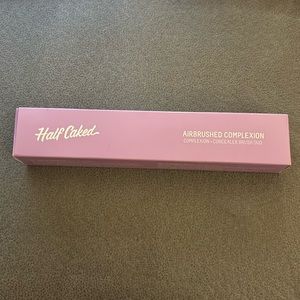 Half Caked
AIRBRUSHED COMPLEXION
COMPLEXION + CONCEALER BRUSH DUO